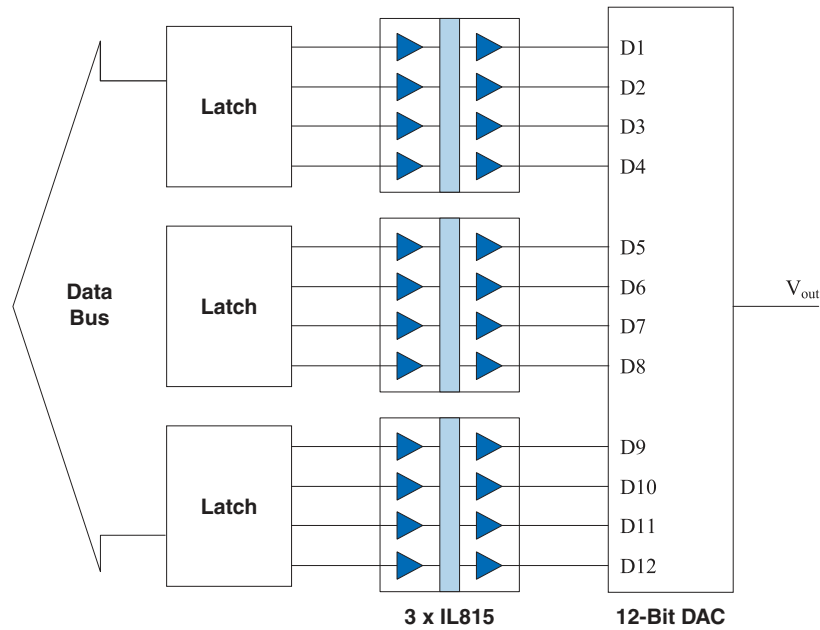 Data
Bus
Latch
Latch
Latch
D1
D2
D3
D4
D5
D6
D7
D8
D9
D10
D11
D12
Vout
3 x IL815
12-Bit DAC